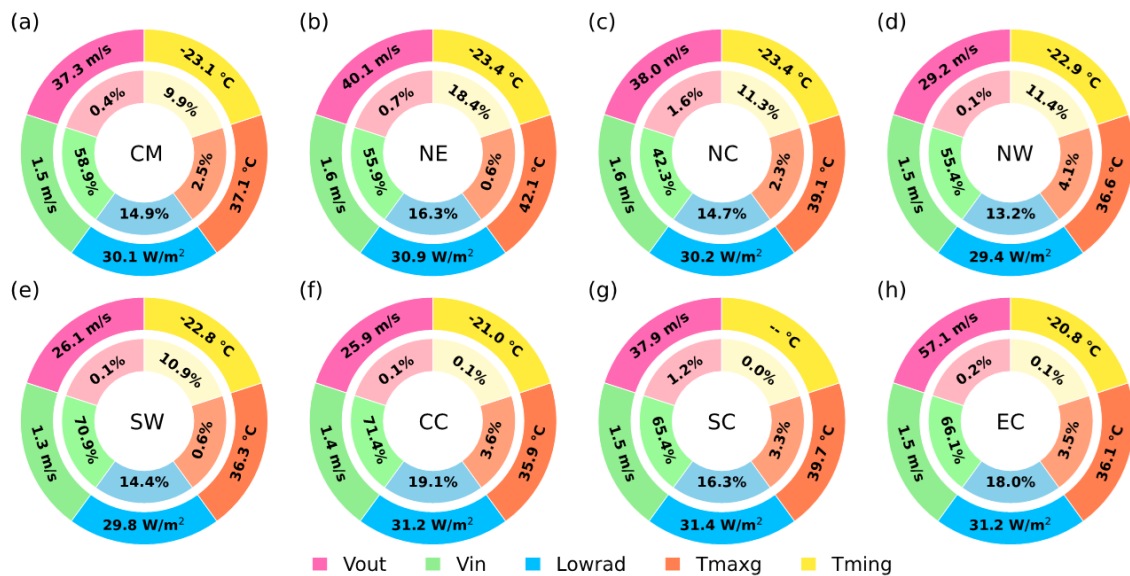 (a)
37.3 m/s
-23.1 °C
0.4%
9.9%
1.5 m/s
58.9%
CM
2.5%
37.1 °C
14.9%
30.1 W/m²
(b)
40.1 m/s
-23.4 °C
0.7%
18.4%
1.6 m/s
55.9%
NE
0.6%
42.1 °C
16.3%
30.9 W/m²
(c)
38.0 m/s
-23.4 °C
1.6%
11.3%
1.6 m/s
42.3%
NC
2.3%
39.1 °C
14.7%
30.2 W/m²
(d)
29.2 m/s
-22.9 °C
0.1%
11.4%
1.5 m/s
55.4%
NW
4.1%
36.6 °C
13.2%
29.4 W/m²
(e)
26.1 m/s
-22.8 °C
0.1%
10.9%
1.3 m/s
70.9%
SW
0.6%
36.3 °C
14.4%
29.8 W/m²
(f)
25.9 m/s
-21.0 °C
0.1%
0.1%
1.4 m/s
71.4%
CC
3.6%
35.9 °C
19.1%
31.2 W/m²
(g)
37.9 m/s
-- °C
1.2%
0.0%
1.5 m/s
65.4%
SC
3.3%
39.7 °C
16.3%
31.4 W/m²
(h)
57.1 m/s
-20.8 °C
0.2%
0.1%
1.5 m/s
66.1%
EC
3.5%
36.1 °C
18.0%
31.2 W/m²
Vout Vin Lowrad Tmaxg Tming